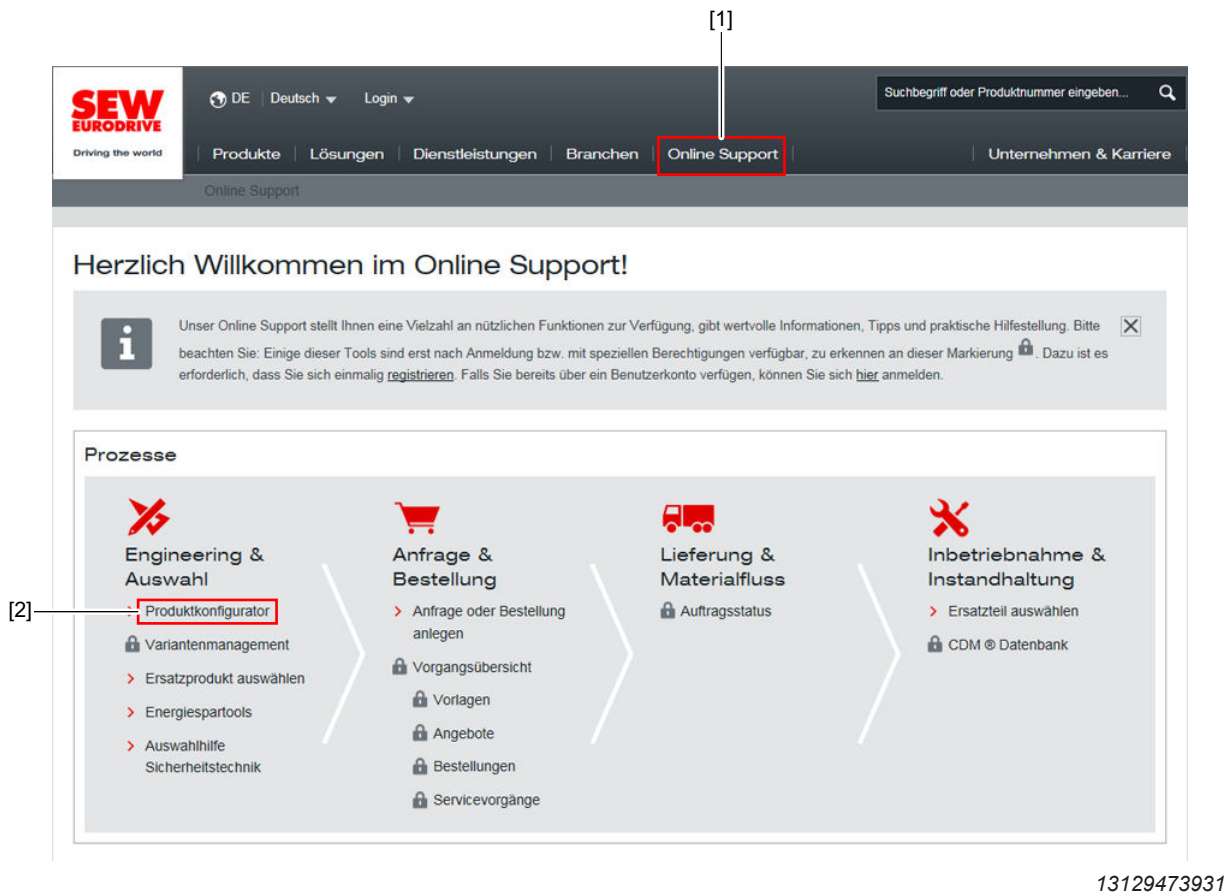 [1]
SEW
EURODRIVE
Driving the world
DE | Deutsch Login
Suchbegriff oder Produktnummer eingeben...
Produkte | Lösungen | Dienstleistungen | Branchen | Online Support | Unternehmen & Karriere
Online Support
Herzlich Willkommen im Online Support!
Unser Online Support stellt Ihnen eine Vielzahl an nützlichen Funktionen zur Verfügung, gibt wertvolle Informationen, Tipps und praktische Hilfestellung. Bitte
beachten Sie: Einige dieser Tools sind erst nach Anmeldung bzw. mit speziellen Berechtigungen verfügbar, zu erkennen an dieser Markierung . Dazu ist es
erforderlich, dass Sie sich einmalig registrieren. Falls Sie bereits über ein Benutzerkonto verfügen, können Sie sich hier anmelden.
Prozesse
Engineering &
Auswahl
[2]
Produktkonfigurator
Variantenmanagement
Ersatzprodukt auswählen
Energiespartools
Auswahlhilfe
Sicherheitstechnik
Anfrage &
Bestellung
Anfrage oder Bestellung
anlegen
Vorgangsübersicht
Vorlagen
Angebote
Bestellungen
Servicevorgänge
Lieferung &
Materialfluss
Auftragsstatus
Inbetriebnahme &
Instandhaltung
Ersatzteil auswählen
CDM ® Datenbank
13129473931